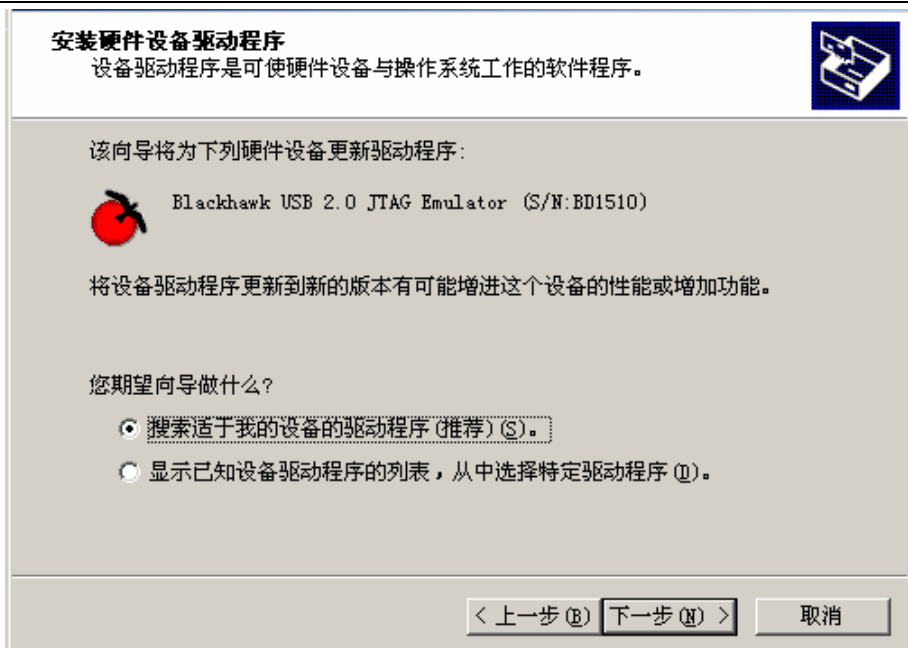 安装硬件设备驱动程序
设备驱动程序是可使硬件设备与操作系统工作的软件程序。
该向导将为下列硬件设备更新驱动程序:
Blackhawk USB 2.0 JTAG Emulator (S/N:BD1510)
将设备驱动程序更新到新的版本有可能增进这个设备的性能或增加功能。
您期望向导做什么?
搜索适于我的设备的驱动程序(推荐)(S)。
显示已知设备驱动程序的列表，从中选择特定驱动程序(D)。
< 上一步(B) 下一步(N) > 取消